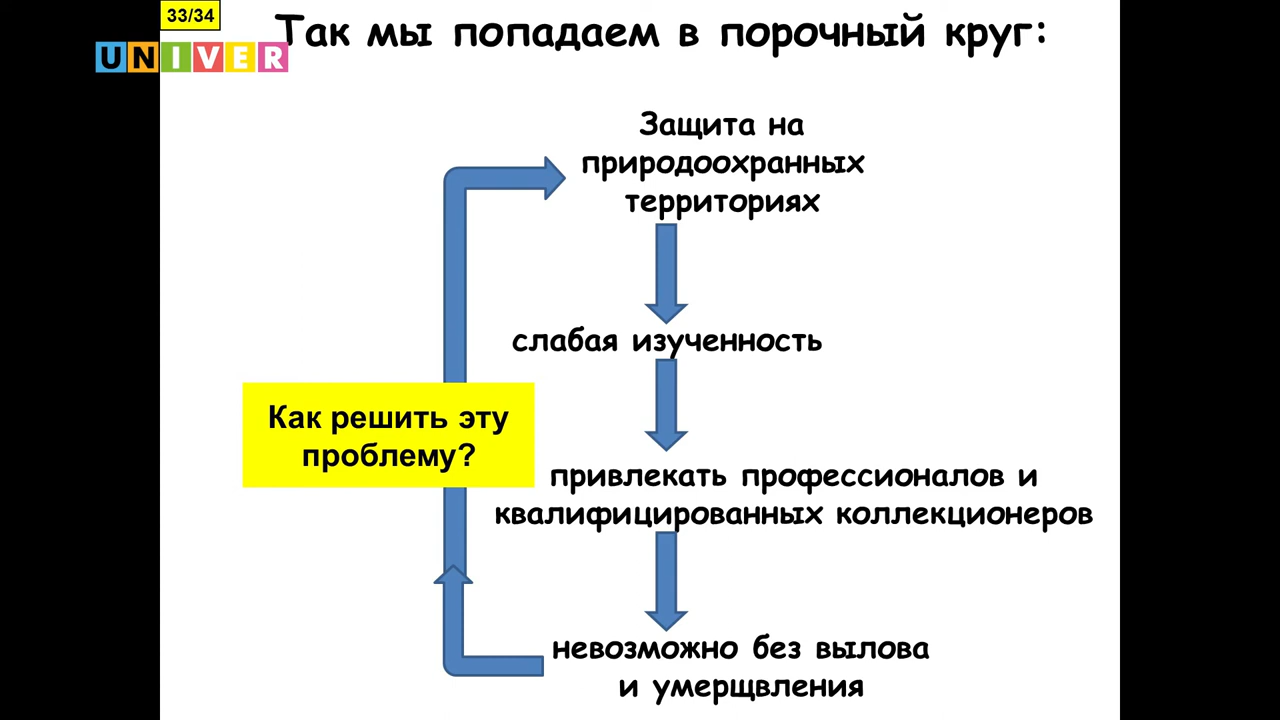 33/34
UNIVER
Так мы попадаем в порочный круг:
Защита на
природоохранных
территориях
слабая изученность
Как решить эту
проблему?
привлекать профессионалов и
квалифицированных коллекционеров
невозможно без вылова
и умерщвления